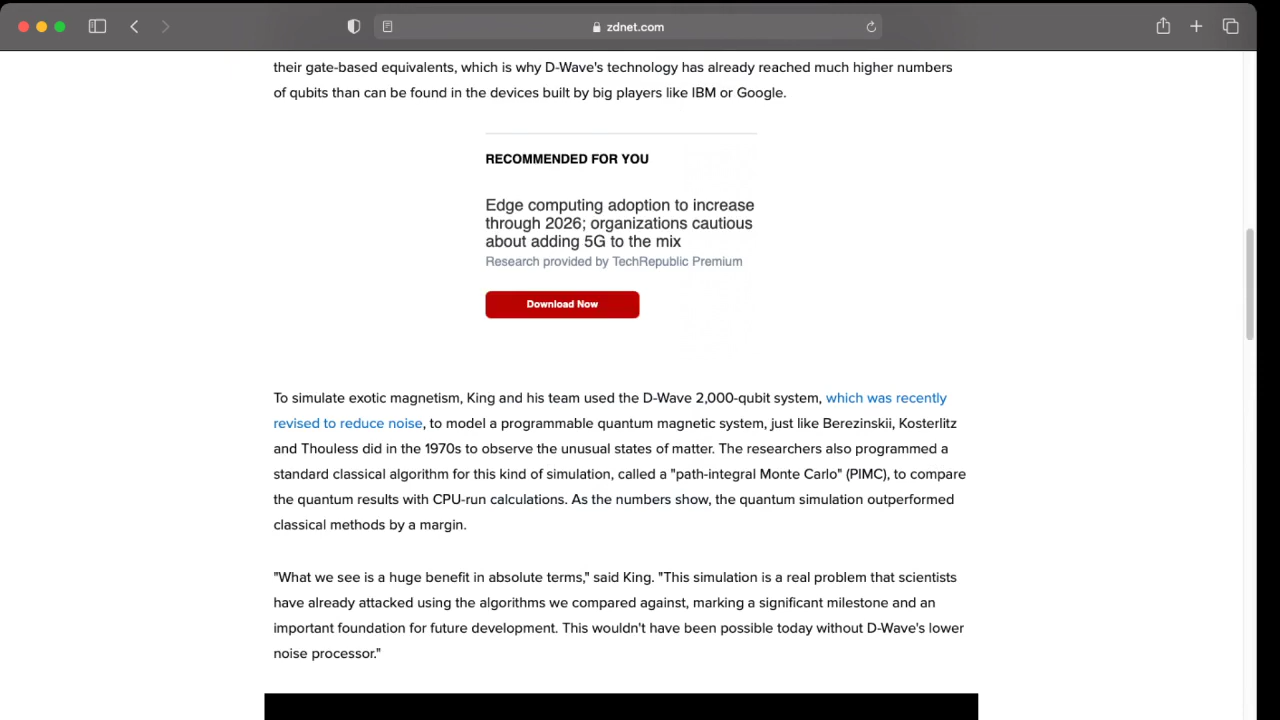 zdnet.com
their gate-based equivalents, which is why D-Wave's technology has already reached much higher numbers
of qubits than can be found in the devices built by big players like IBM or Google.
RECOMMENDED FOR YOU
Edge computing adoption to increase
through 2026; organizations cautious
about adding 5G to the mix
Research provided by TechRepublic Premium
Download Now
To simulate exotic magnetism, King and his team used the D-Wave 2,000-qubit system, which was recently
revised to reduce noise, to model a programmable quantum magnetic system, just like Berezinskii, Kosterlitz
and Thouless did in the 1970s to observe the unusual states of matter. The researchers also programmed a
standard classical algorithm for this kind of simulation, called a "path-integral Monte Carlo" (PIMC), to compare
the quantum results with CPU-run calculations. As the numbers show, the quantum simulation outperformed
classical methods by a margin.
"What we see is a huge benefit in absolute terms," said King. "This simulation is a real problem that scientists
have already attacked using the algorithms we compared against, marking a significant milestone and an
important foundation for future development. This wouldn't have been possible today without D-Wave's lower
noise processor."